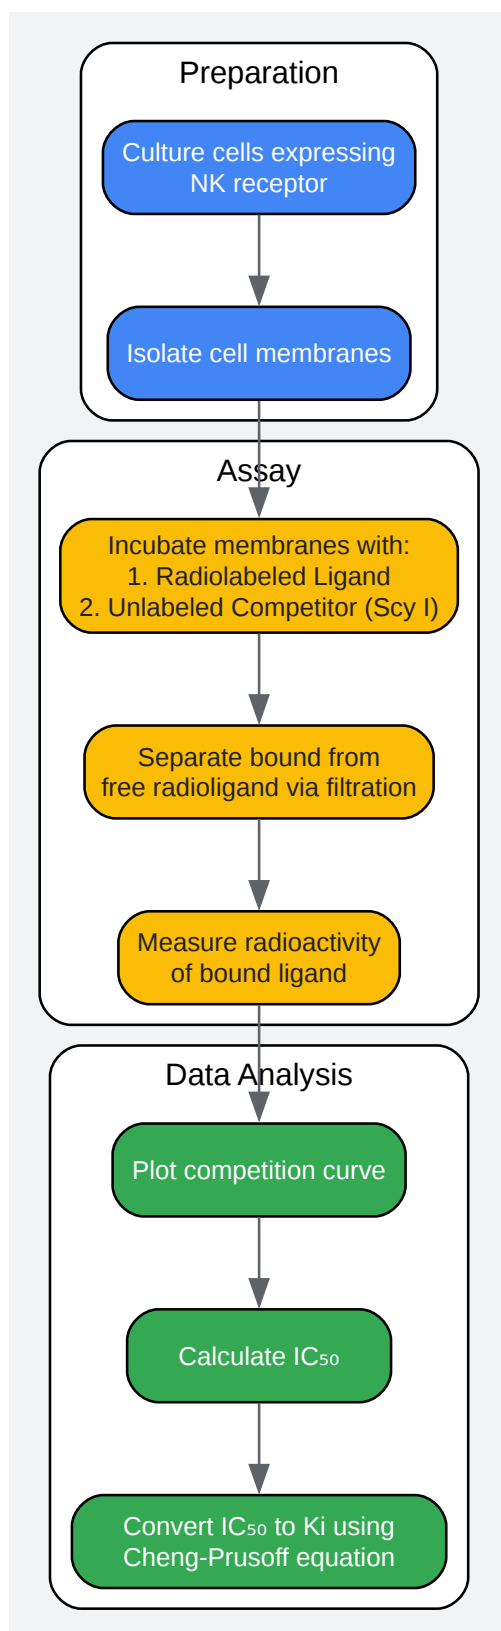 Preparation
Culture cells expressing
NK receptor
Isolate cell membranes
Assay
Incubate membranes with:
1. Radiolabeled Ligand
2. Unlabeled Competitor (Scy I)
Separate bound from
free radioligand via filtration
Measure radioactivity
of bound ligand
Data Analysis
Plot competition curve
Calculate IC₅₀
Convert IC₅₀ to Ki using
Cheng-Prusoff equation